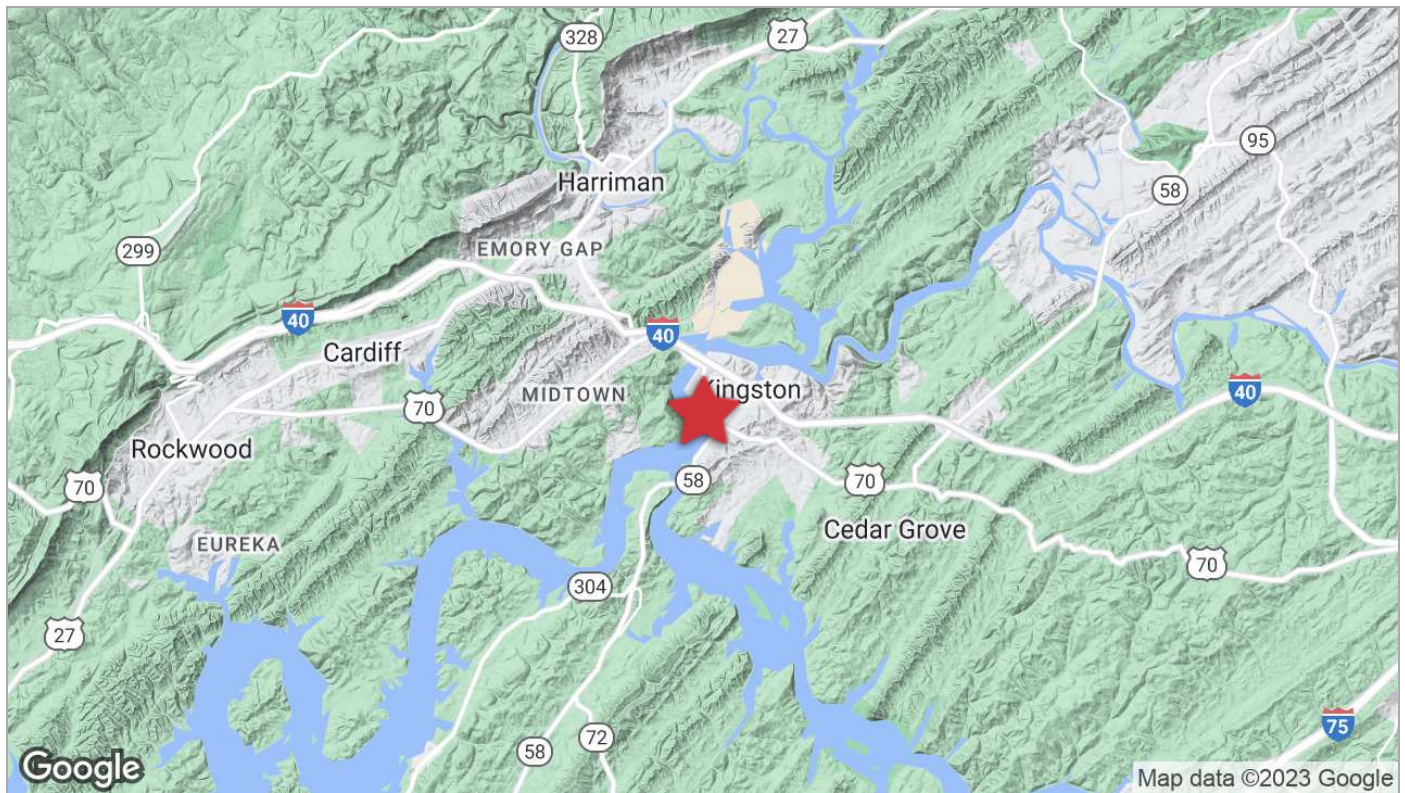 328
27
Harriman
95
58
EMORY GAP
299
40
40
Cardiff
Kingston
40
70
MIDTOWN
Rockwood
70
58
70
Cedar Grove
EUREKA
70
304
27
58
72
75
Google
Map data ©2023 Google